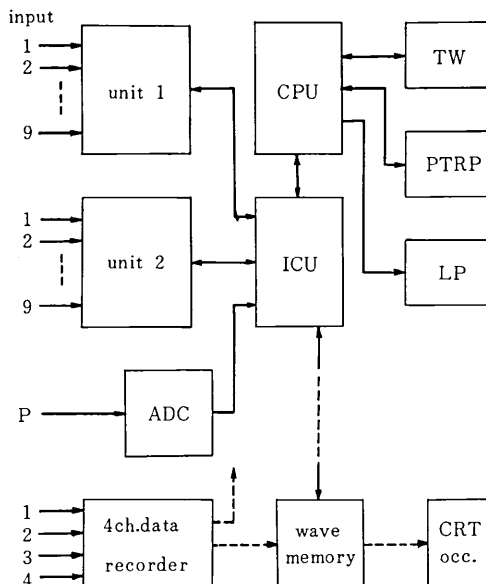 input
1
2
9
unit 1
CPU
TW
PTRP
1
2
9
unit 2
ICU
LP
P
ADC
1
2
3
4
4ch.data
recorder
wave
memory
CRT
occ.